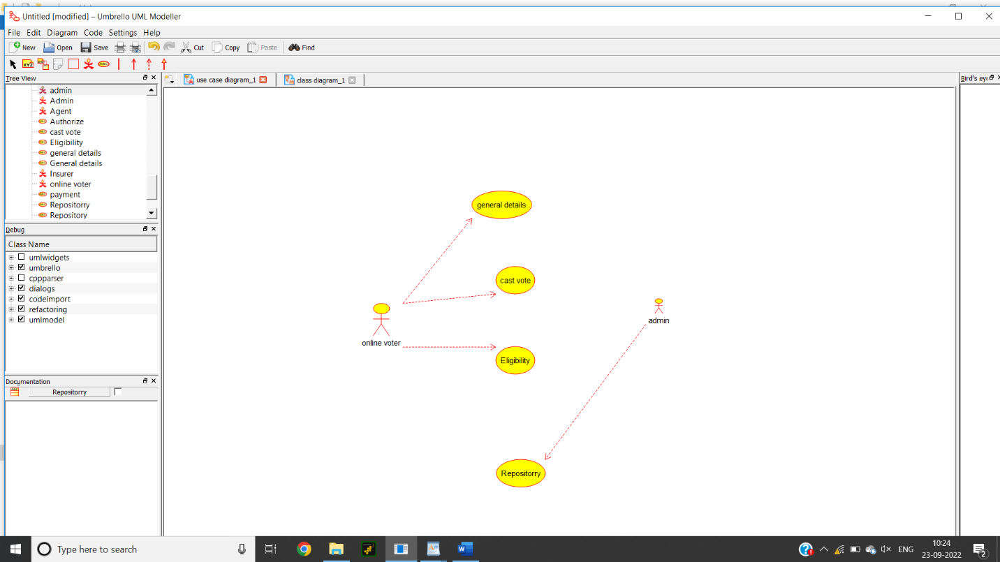 Untitled [modified] – Umbrello UML Modeller
File Edit Diagram Code Settings Help
New Open Save Cut Copy Paste Find
XYZ ABC
Tree View
use case diagram_1 class diagram_1
Bird's eye
admin
Admin
Agent
Authorize
cast vote
Eligibility
general details
General details
Insurer
online voter
payment
Repositorry
Repository
Debug
Class Name
umlwidgets
umbrello
cppparser
dialogs
codeimport
refactoring
umlmodel
Documentation
Repositorry
general details
cast vote
online voter
admin
Eligibility
Repositorry
Type here to search
ENG
10:24
23-09-2022
2